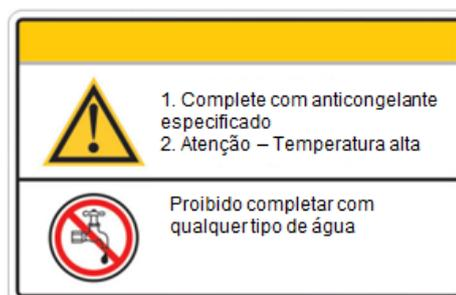 1. Complete com anticongelante
especificado
2. Atenção – Temperatura alta
Proibido completar com
qualquer tipo de água